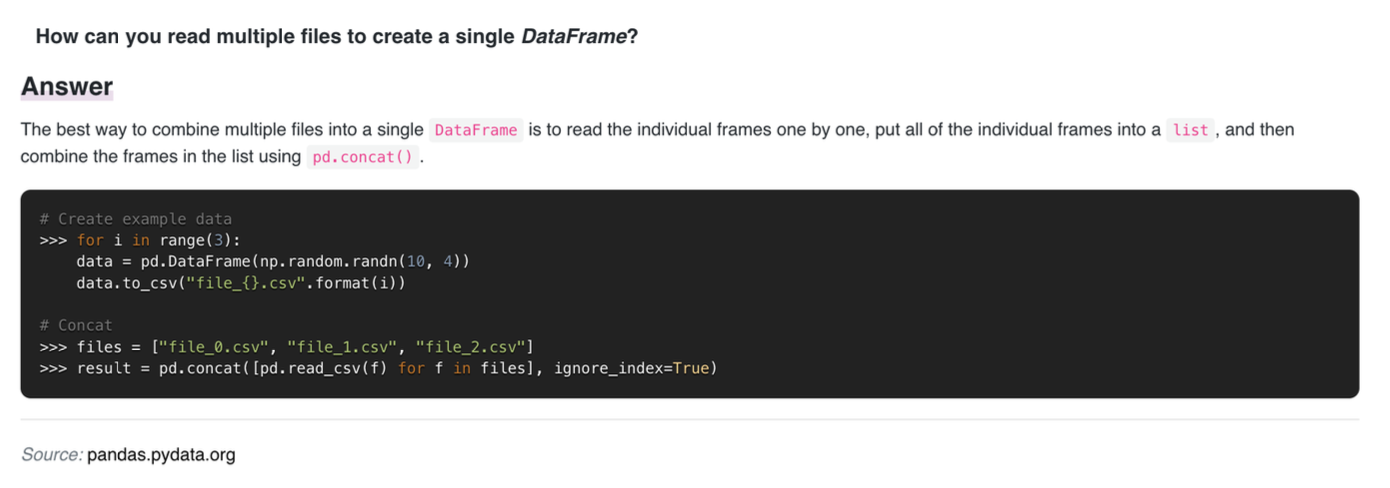 How can you read multiple files to create a single DataFrame?
Answer
The best way to combine multiple files into a single DataFrame is to read the individual frames one by one, put all of the individual frames into a list , and then
combine the frames in the list using pd.concat() .
# Create example data
>>> for i in range(3):
    data = pd.DataFrame(np.random.randn(10, 4))
    data.to_csv("file_{}.csv".format(i))
# Concat
>>> files = ["file_0.csv", "file_1.csv", "file_2.csv"]
>>> result = pd.concat([pd.read_csv(f) for f in files], ignore_index=True)
Source: pandas.pydata.org